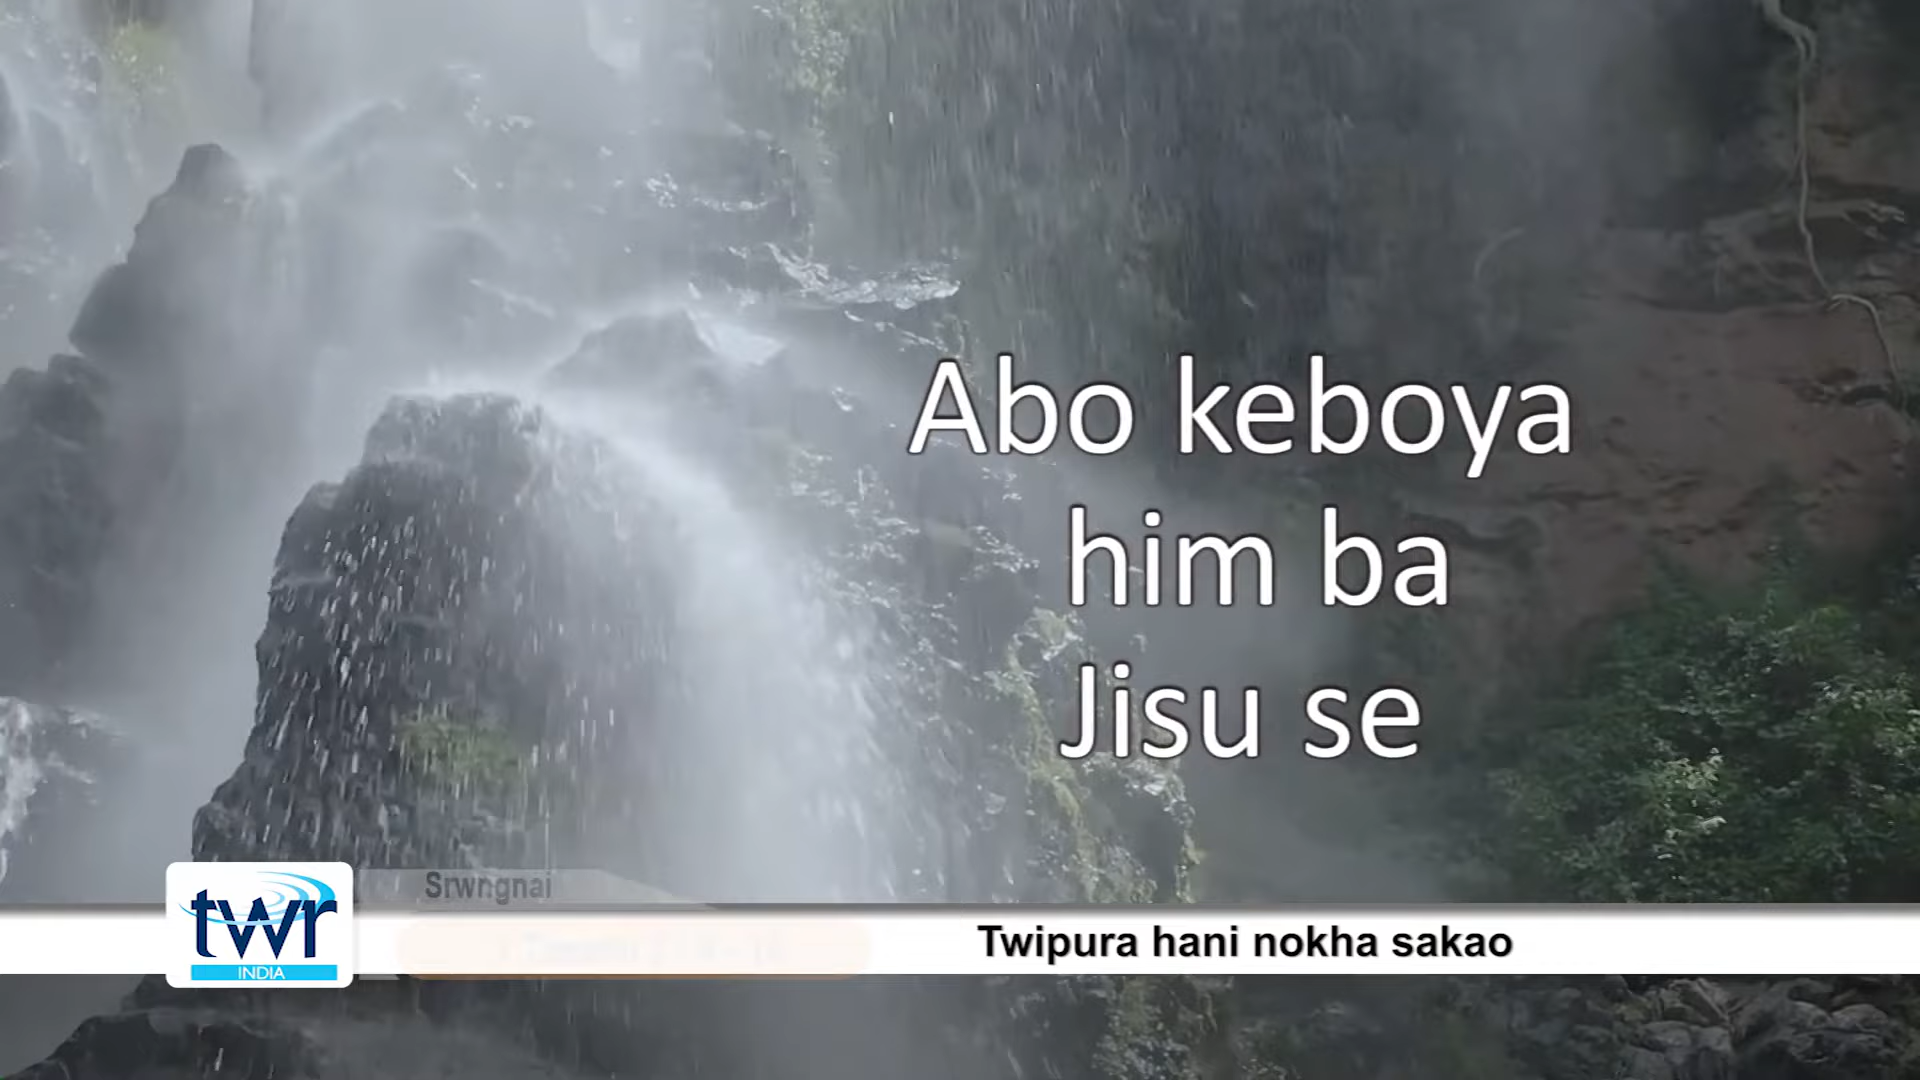 Abo keboya
him ba
Jisu se
Srwngnai
twr
INDIA
Twipura hani nokha sakao